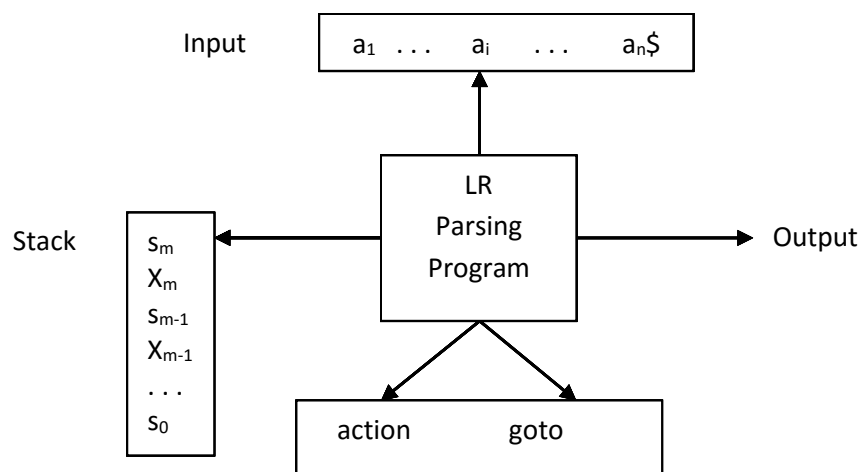 Input
a₁ . . . aᵢ . . . aₙ$
LR
Parsing
Program
Stack
sₘ
Xₘ
sₘ₋₁
Xₘ₋₁
. . .
s₀
Output
action goto